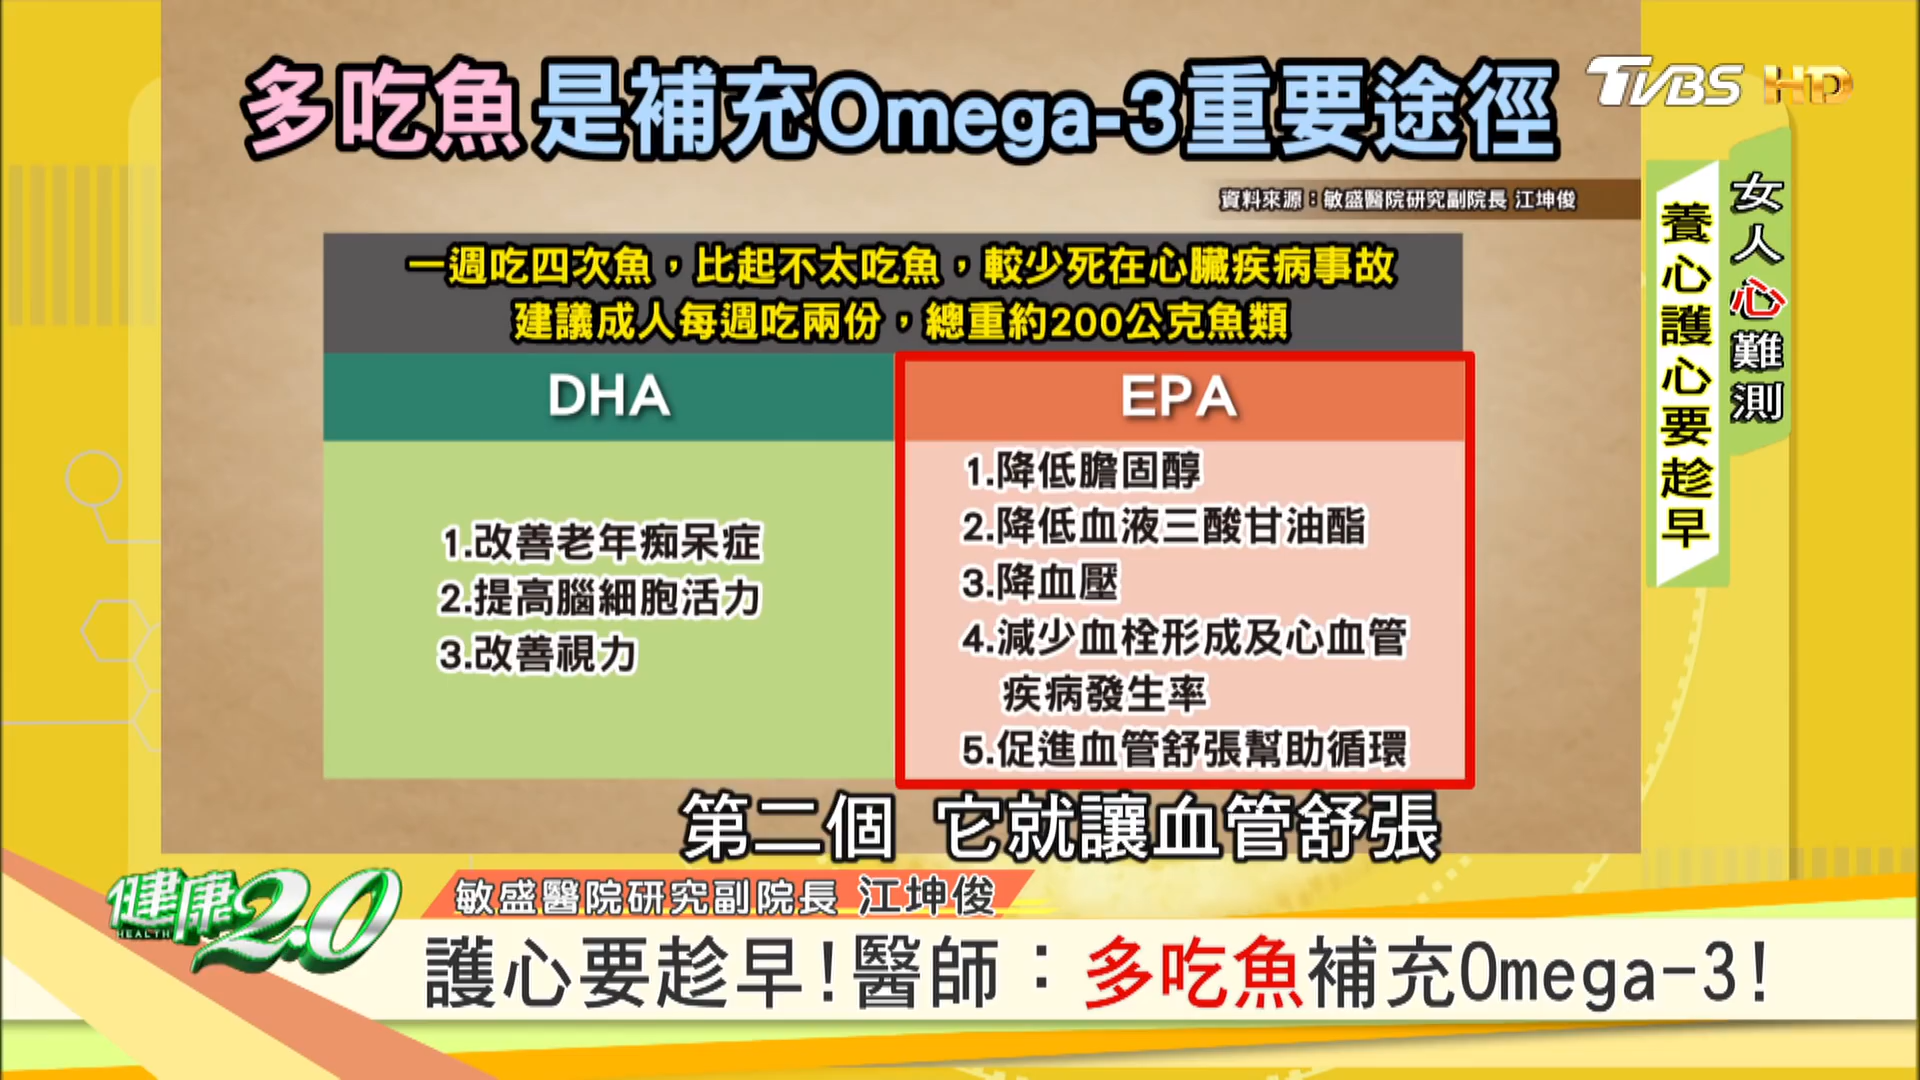 多吃魚是補充Omega-3重要途徑
TVBS HD
資料來源：敏盛醫院研究副院長 江坤俊
女人心難測
養心護心要趁早
一週吃四次魚，比起不太吃魚，較少死在心臟疾病事故
建議成人每週吃兩份，總重約200公克魚類
DHA
1.改善老年痴呆症
2.提高腦細胞活力
3.改善視力
EPA
1.降低膽固醇
2.降低血液三酸甘油酯
3.降血壓
4.減少血栓形成及心血管
疾病發生率
5.促進血管舒張幫助循環
第二個 它就讓血管舒張
健康2.0
HEALTH
敏盛醫院研究副院長 江坤俊
護心要趁早!醫師：多吃魚補充Omega-3!